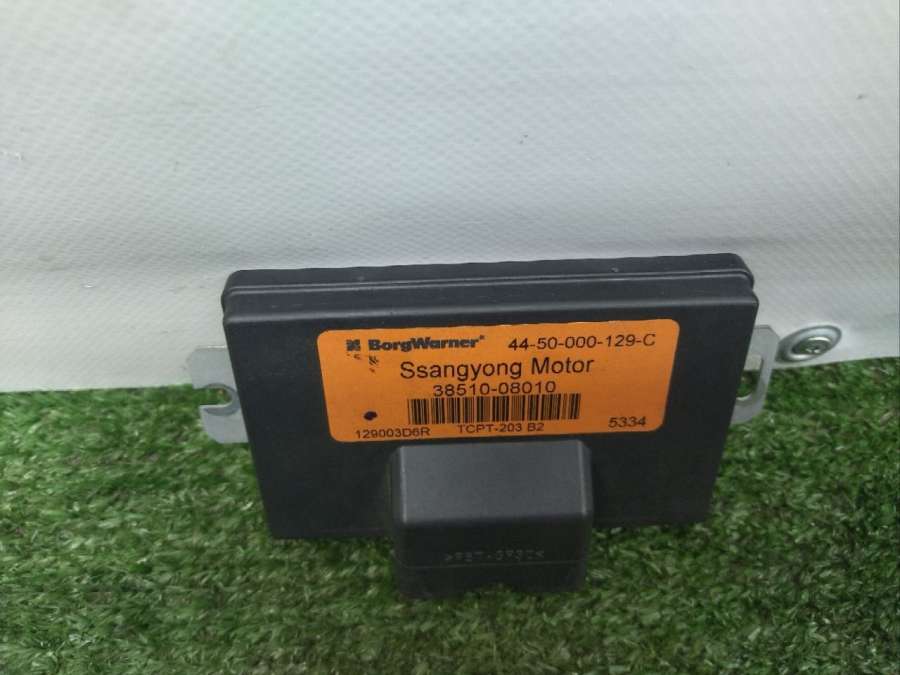 BorgWarner 44-50-000-129-C
Ssangyong Motor
38510-08010
129003D6R TCPT-203 B2 5334